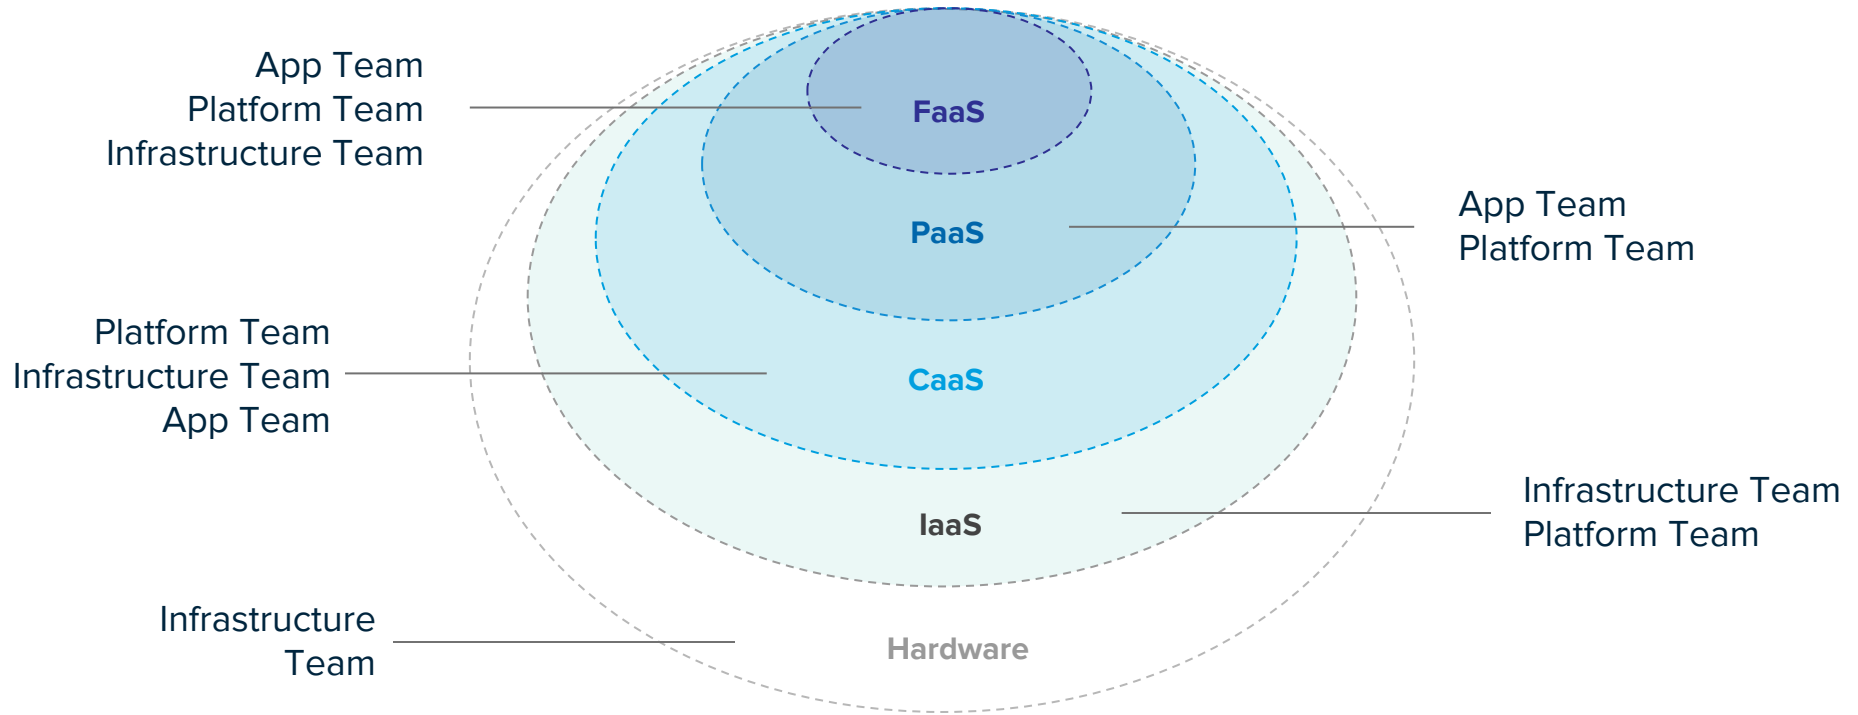 App Team
Platform Team
Infrastructure Team
FaaS
App Team
Platform Team
PaaS
Platform Team
Infrastructure Team
App Team
CaaS
Infrastructure Team
Platform Team
IaaS
Infrastructure
Team
Hardware